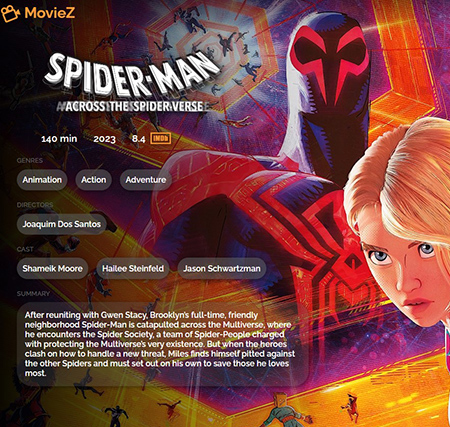 MovieZ
SPIDER-MAN
ACROSS THE SPIDER-VERSE
140 min 2023 8.4 IMDb
GENRES
Animation Action Adventure
DIRECTORS
Joaquim Dos Santos
CAST
Shameik Moore Hailee Steinfeld Jason Schwartzman
SUMMARY
After reuniting with Gwen Stacy, Brooklyn's full-time, friendly
neighborhood Spider-Man is catapulted across the Multiverse, where
he encounters the Spider Society, a team of Spider-People charged
with protecting the Multiverse's very existence. But when the heroes
clash on how to handle a new threat, Miles finds himself pitted against
the other Spiders and must set out on his own to save those he loves
most.